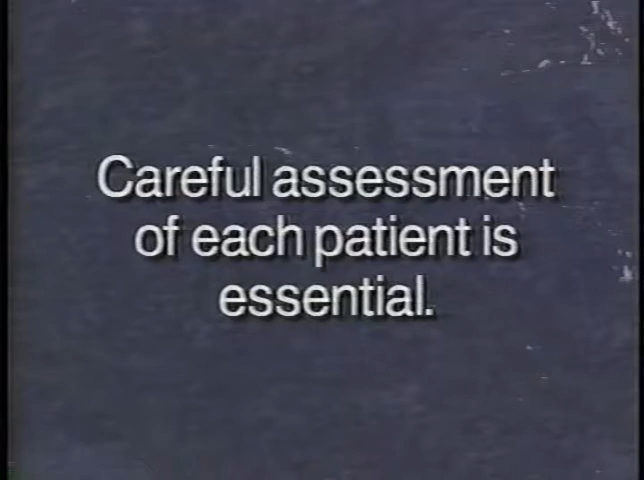 Careful assessment
of each patient is
essential.